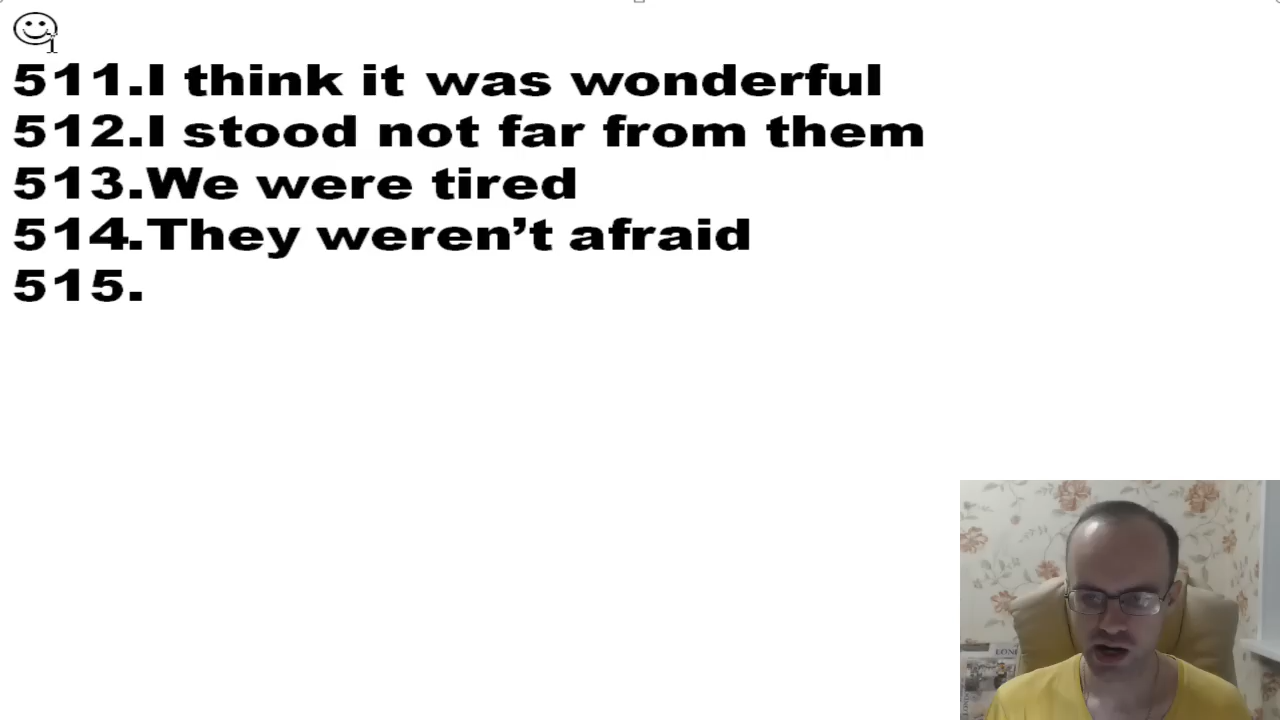 511.I think it was wonderful
512.I stood not far from them
513.We were tired
514.They weren’t afraid
515.